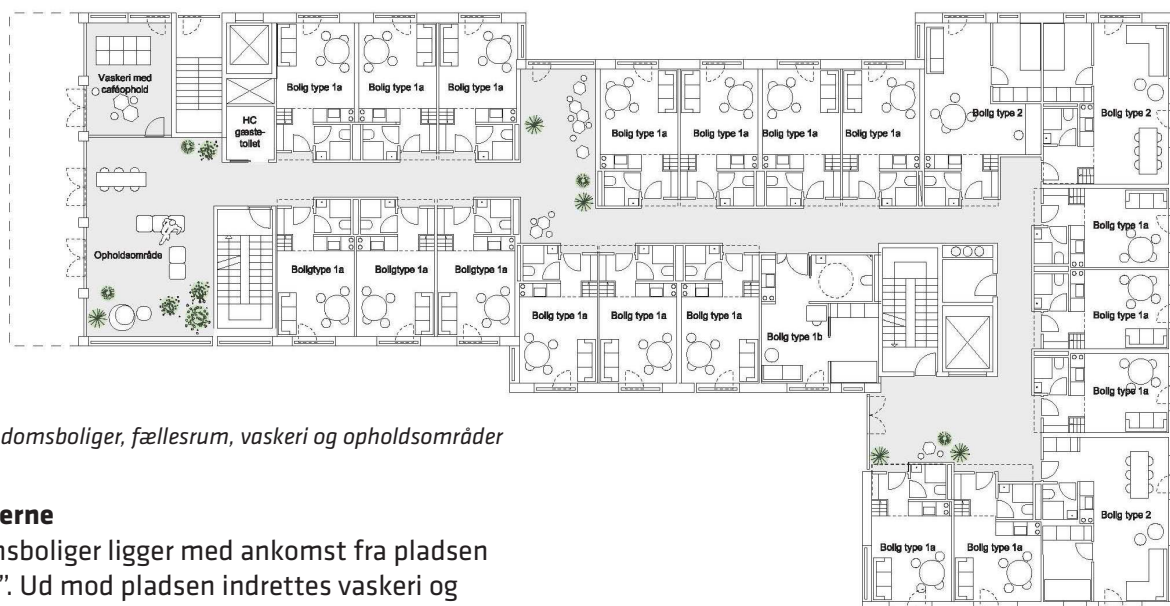 Vaskeri med
caféophold
HC
gæste-
toilet
Bolig type 1a
Bolig type 1a
Bolig type 1a
Bolig type 1a
Bolig type 1a
Bolig type 1a
Bolig type 1a
Bolig type 2
Bolig type 2
Opholdsområde
Boligtype 1a
Boligtype 1a
Boligtype 1a
Bolig type 1a
Bolig type 1a
Bolig type 1a
Bolig type 1b
Bolig type 1a
Bolig type 1a
Bolig type 1a
Bolig type 2
Bolig type 1a
Bolig type 1a
domsboliger, fællesrum, vaskeri og opholdsområder
erne
nsboliger ligger med ankomst fra pladsen
”. Ud mod pladsen indrettes vaskeri og